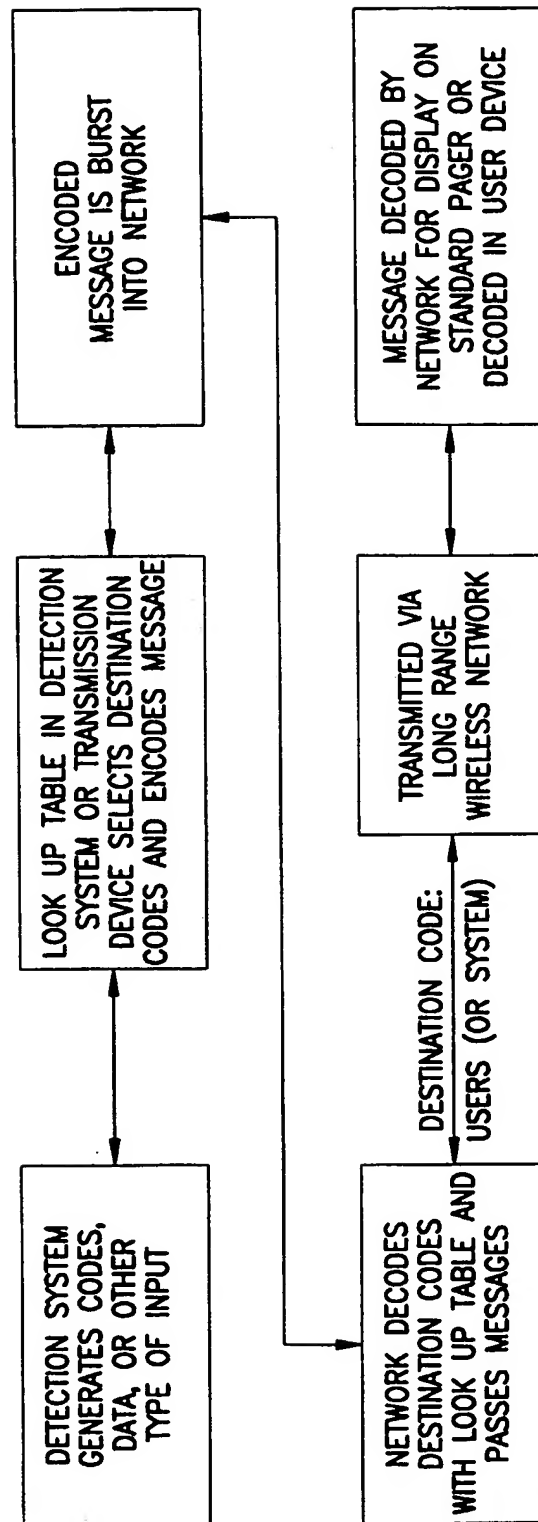 DETECTION SYSTEM
GENERATES CODES,
DATA, OR OTHER
TYPE OF INPUT
LOOK UP TABLE IN DETECTION
SYSTEM OR TRANSMISSION
DEVICE SELECTS DESTINATION
CODES AND ENCODES MESSAGE
ENCODED
MESSAGE IS BURST
INTO NETWORK
NETWORK DECODES
DESTINATION CODES
WITH LOOK UP TABLE AND
PASSES MESSAGES
DESTINATION CODE:
USERS (OR SYSTEM)
TRANSMITTED VIA
LONG RANGE
WIRELESS NETWORK
MESSAGE DECODED BY
NETWORK FOR DISPLAY ON
STANDARD PAGER OR
DECODED IN USER DEVICE